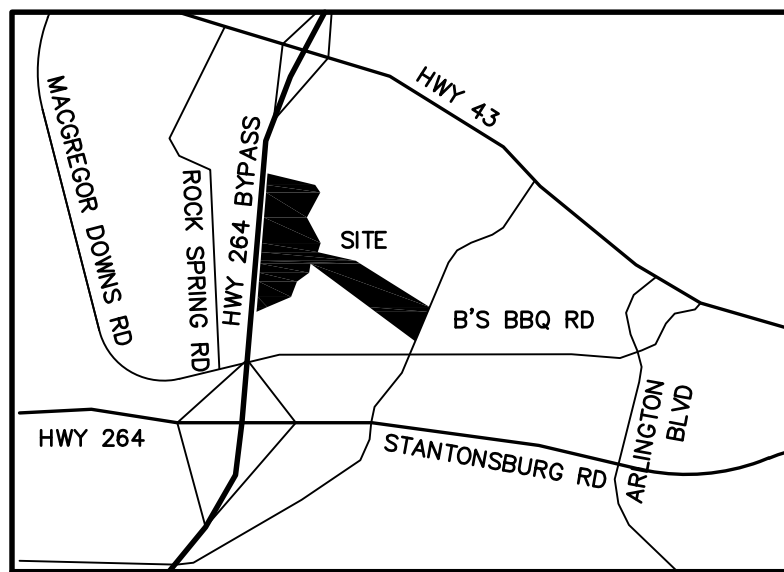 HWY 43
MACGREGOR DOWNS RD
ROCK SPRING RD
HWY 264 BYPASS
SITE
B'S BBQ RD
HWY 264
STANTONSBURG RD
ARLINGTON
BLVD